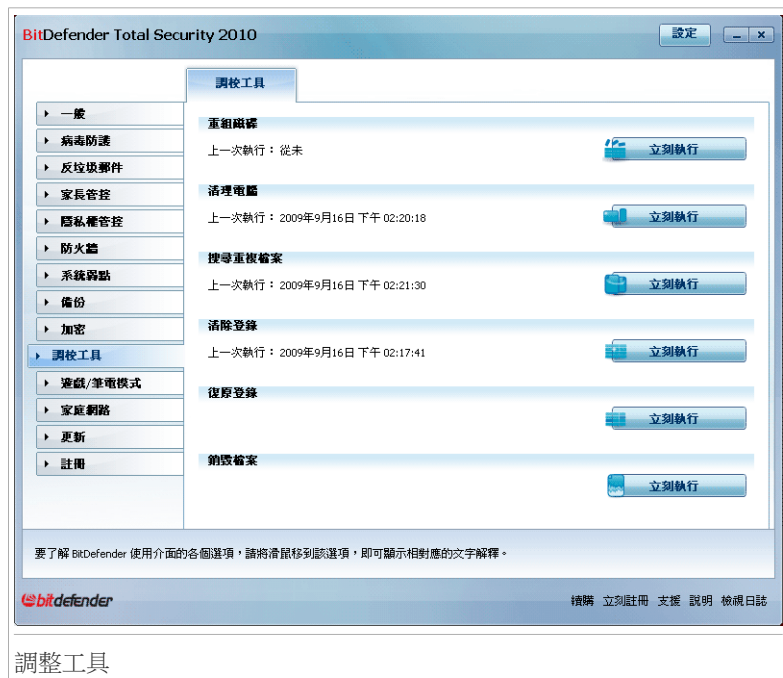 BitDefender Total Security 2010
設定
調校工具
一般
病毒防護
反垃圾郵件
家長管控
隱私權管控
防火牆
系統弱點
備份
加密
調校工具
遊戲/筆電模式
家庭網路
更新
註冊
重組磁碟
上一次執行：從未
立刻執行
清理電腦
上一次執行：2009年9月16日 下午 02:20:18
立刻執行
搜尋重複檔案
上一次執行：2009年9月16日 下午 02:21:30
立刻執行
清除登錄
上一次執行：2009年9月16日 下午 02:17:41
立刻執行
復原登錄
立刻執行
銷毀檔案
立刻執行
要了解 BitDefender 使用介面的各個選項，請將滑鼠移到該選項，即可顯示相對應的文字解釋。
bitdefender
續購 立刻註冊 支援 說明 檢視日誌
調整工具